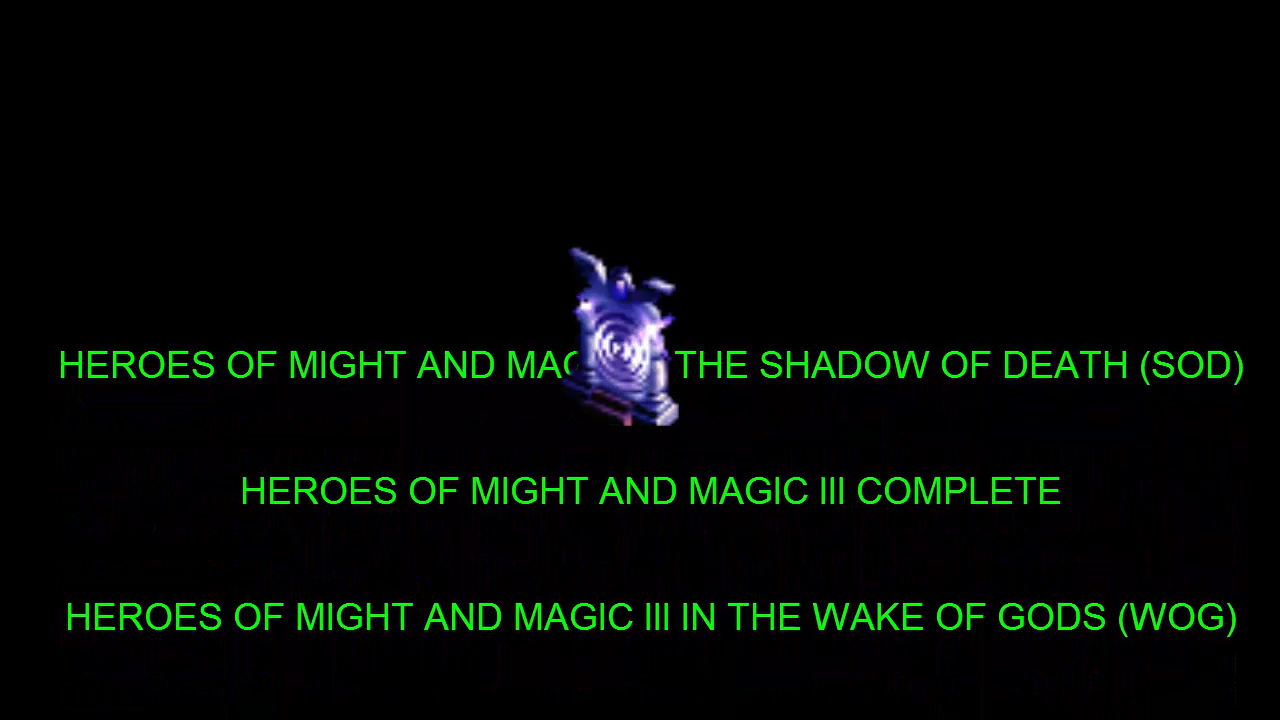 HEROES OF MIGHT AND THE SHADOW OF DEATH (SOD)
HEROES OF MIGHT AND MAGIC III COMPLETE
HEROES OF MIGHT AND MAGIC III IN THE WAKE OF GODS (WOG)